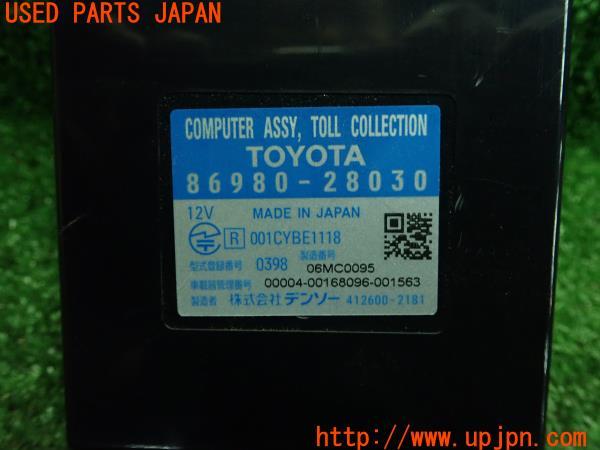 USED PARTS JAPAN
COMPUTER ASSY, TOLL COLLECTION
TOYOTA
86980-28030
12V MADE IN JAPAN
R 001CYBE1118
型式登録番号 0398 製造番号 06MC0095
車載器管理番号 00004-00168096-001563
製造者 株式会社デンソー 412600-2181
http://www.upjpn.com/